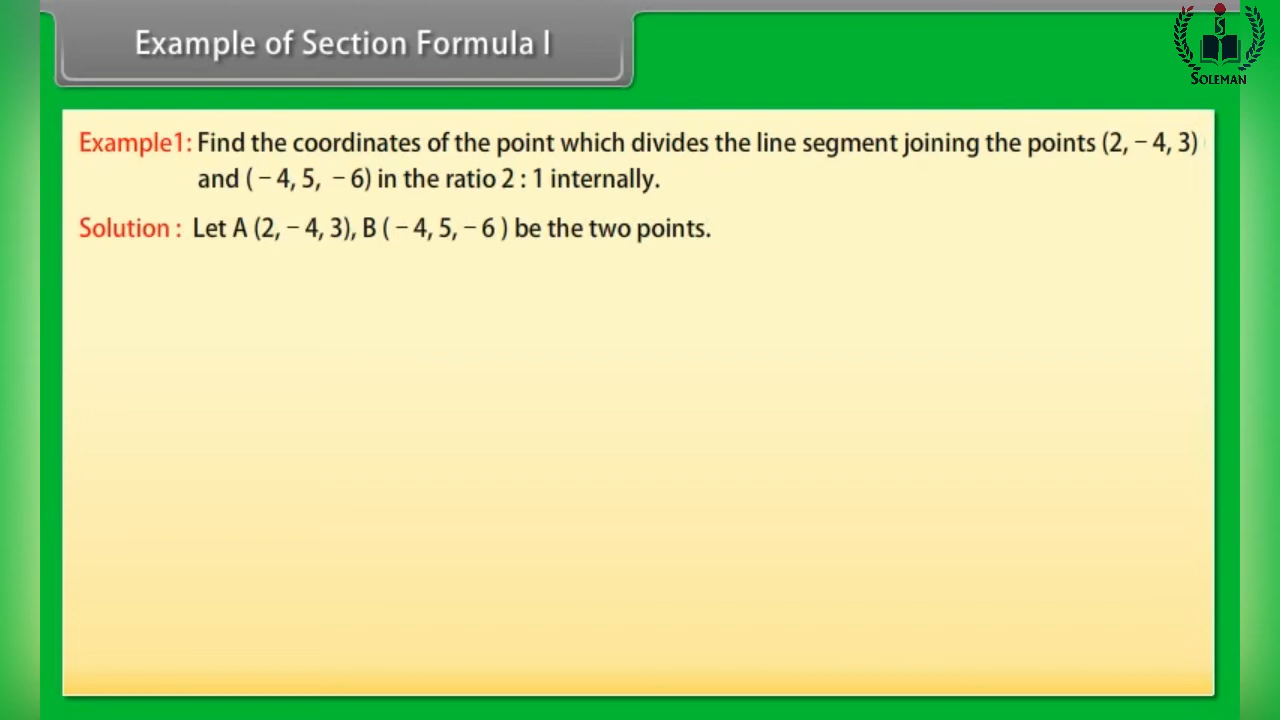 Example of Section Formula I
SOLEMAN
Example1: Find the coordinates of the point which divides the line segment joining the points (2, − 4, 3)
and ( − 4, 5, − 6) in the ratio 2 : 1 internally.
Solution : Let A (2, − 4, 3), B ( − 4, 5, − 6 ) be the two points.